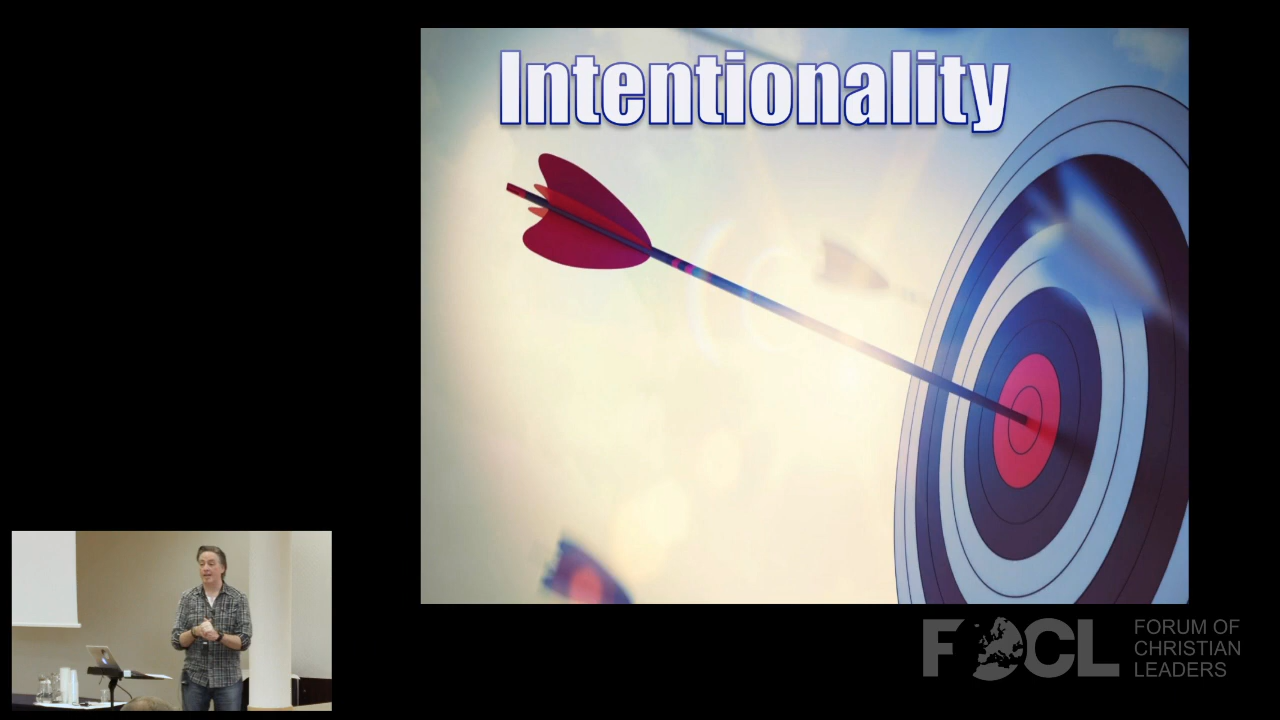 Intentionality
FOCL
FORUM OF
CHRISTIAN
LEADERS